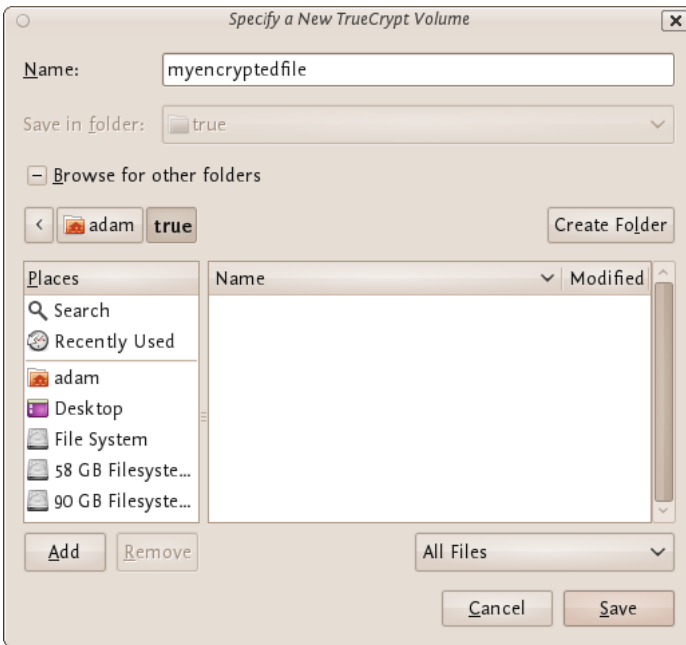 Specify a New TrueCrypt Volume
Name: myencryptedfile
Save in folder: true
Browse for other folders
adam true Create Folder
Places Name Modified
Search
Recently Used
adam
Desktop
File System
58 GB Filesyste...
90 GB Filesyste...
Add Remove All Files
Cancel Save